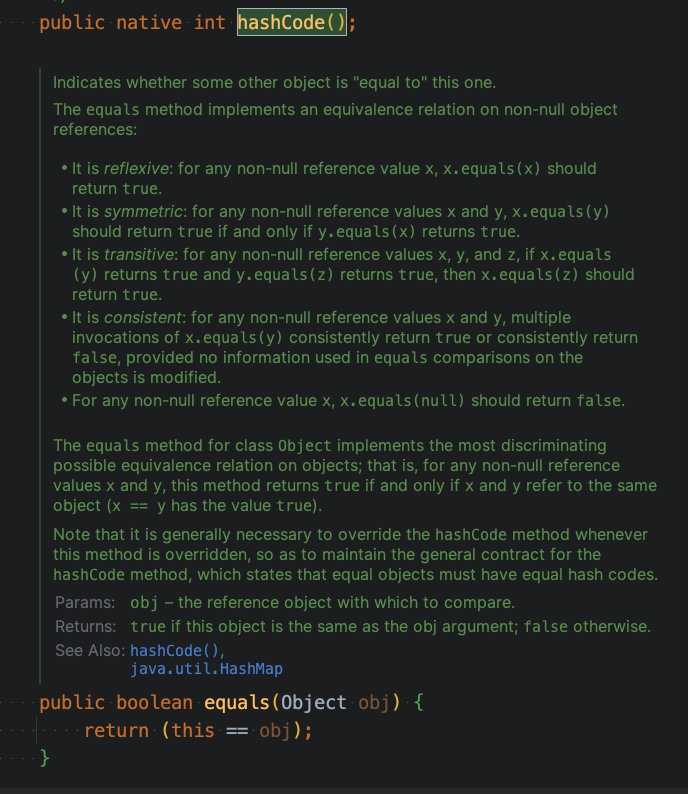 public native int hashCode();
Indicates whether some other object is "equal to" this one.
The equals method implements an equivalence relation on non-null object
references:
• It is reflexive: for any non-null reference value x, x.equals(x) should
return true.
• It is symmetric: for any non-null reference values x and y, x.equals(y)
should return true if and only if y.equals(x) returns true.
• It is transitive: for any non-null reference values x, y, and z, if x.equals
(y) returns true and y.equals(z) returns true, then x.equals(z) should
return true.
• It is consistent: for any non-null reference values x and y, multiple
invocations of x.equals(y) consistently return true or consistently return
false, provided no information used in equals comparisons on the
objects is modified.
• For any non-null reference value x, x.equals(null) should return false.
The equals method for class Object implements the most discriminating
possible equivalence relation on objects; that is, for any non-null reference
values x and y, this method returns true if and only if x and y refer to the same
object (x == y has the value true).
Note that it is generally necessary to override the hashCode method whenever
this method is overridden, so as to maintain the general contract for the
hashCode method, which states that equal objects must have equal hash codes.
Params: obj – the reference object with which to compare.
Returns: true if this object is the same as the obj argument; false otherwise.
See Also: hashCode(),
java.util.HashMap
public boolean equals(Object obj) {
return (this == obj);
}